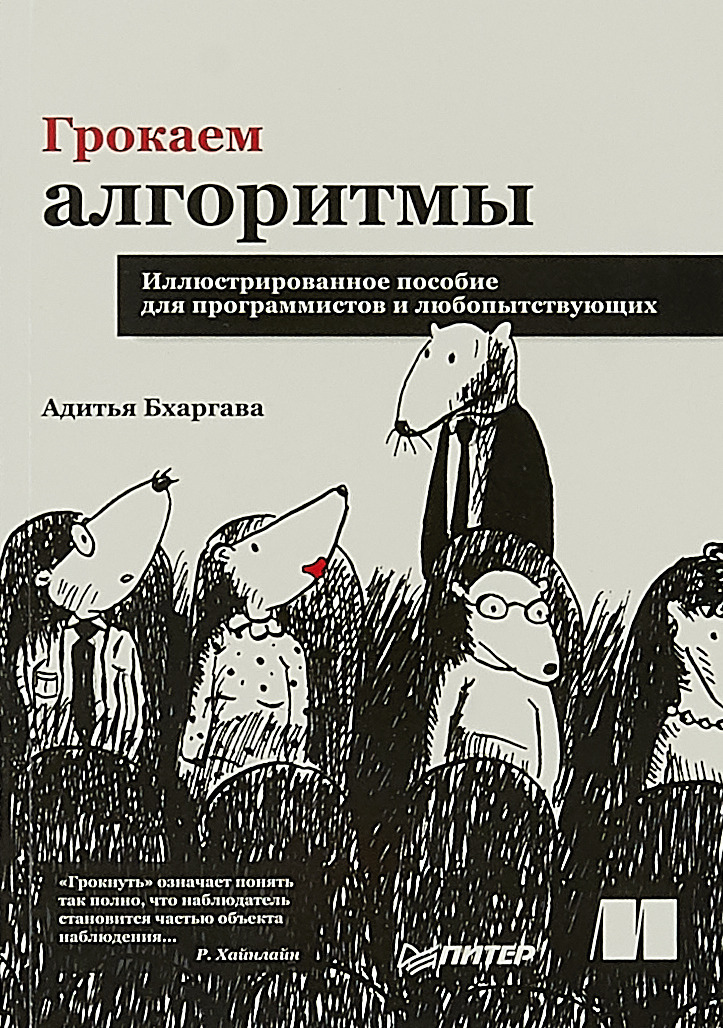 Грокаем
алгоритмы
Иллюстрированное пособие
для программистов и любопытствующих
Адитья Бхаргава
«Грокнуть» означает понять
так полно, что наблюдатель
становится частью объекта
наблюдения...
Р. Хайнлайн
ПИТЕР